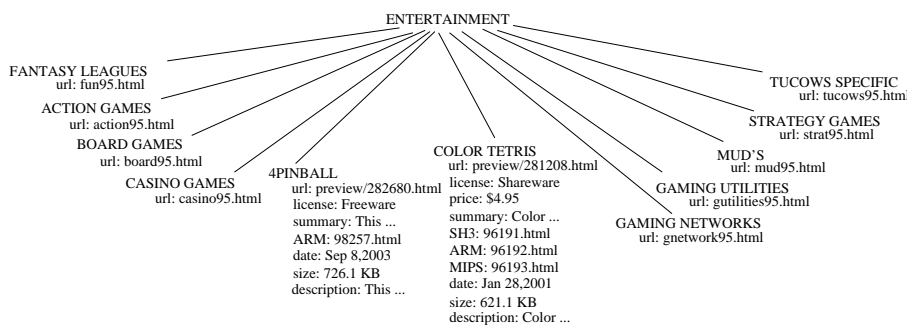 ENTERTAINMENT
FANTASY LEAGUES
url: fun95.html
ACTION GAMES
url: action95.html
BOARD GAMES
url: board95.html
CASINO GAMES
url: casino95.html
4PINBALL
url: preview/282680.html
license: Freeware
summary: This ...
ARM: 98257.html
date: Sep 8,2003
size: 726.1 KB
description: This ...
COLOR TETRIS
url: preview/281208.html
license: Shareware
price: $4.95
summary: Color ...
SH3: 96191.html
ARM: 96192.html
MIPS: 96193.html
date: Jan 28,2001
size: 621.1 KB
description: Color ...
GAMING NETWORKS
url: gnetwork95.html
GAMING UTILITIES
url: gutilities95.html
MUD'S
url: mud95.html
STRATEGY GAMES
url: strat95.html
TUCOWS SPECIFIC
url: tucows95.html